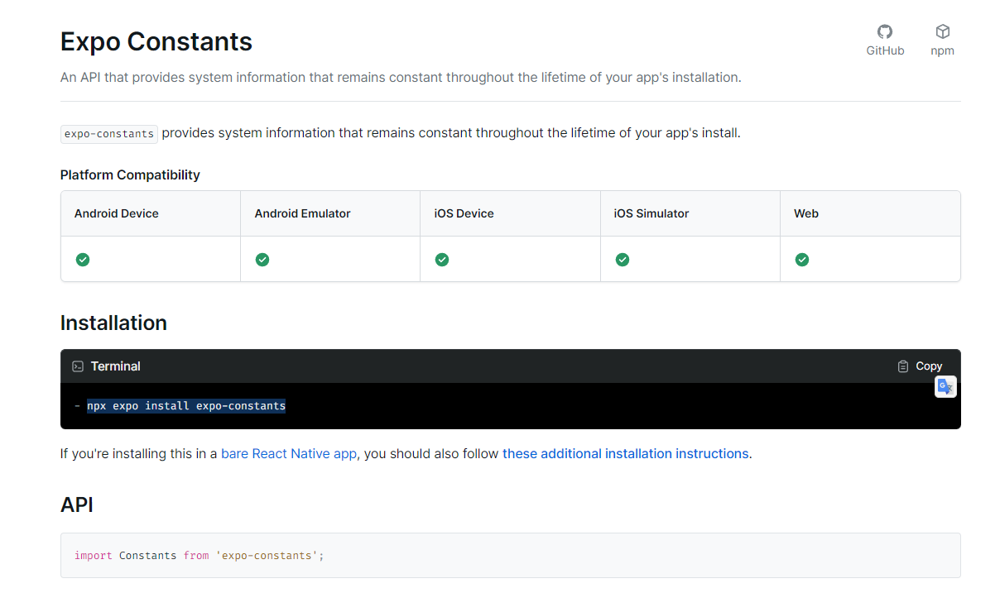 Expo Constants
GitHub
npm
An API that provides system information that remains constant throughout the lifetime of your app's installation.
expo-constants provides system information that remains constant throughout the lifetime of your app's install.
Platform Compatibility
Android Device Android Emulator iOS Device iOS Simulator Web
Installation
Terminal Copy
- npx expo install expo-constants
If you're installing this in a bare React Native app, you should also follow these additional installation instructions.
API
import Constants from 'expo-constants';